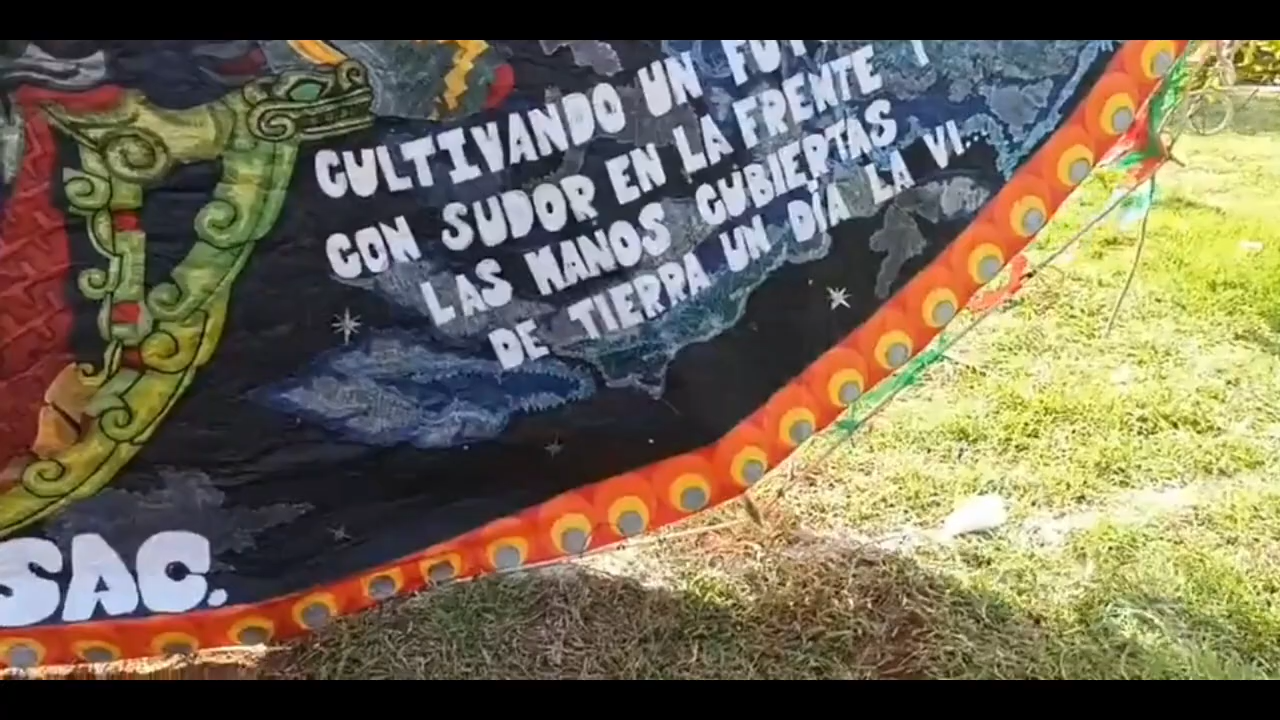 CULTIVANDO UN
CON SUDOR EN LA FRENTE Y
LAS MANOS CUBIERTAS
DE TIERRA UN DÍA LA VI..
SAC.